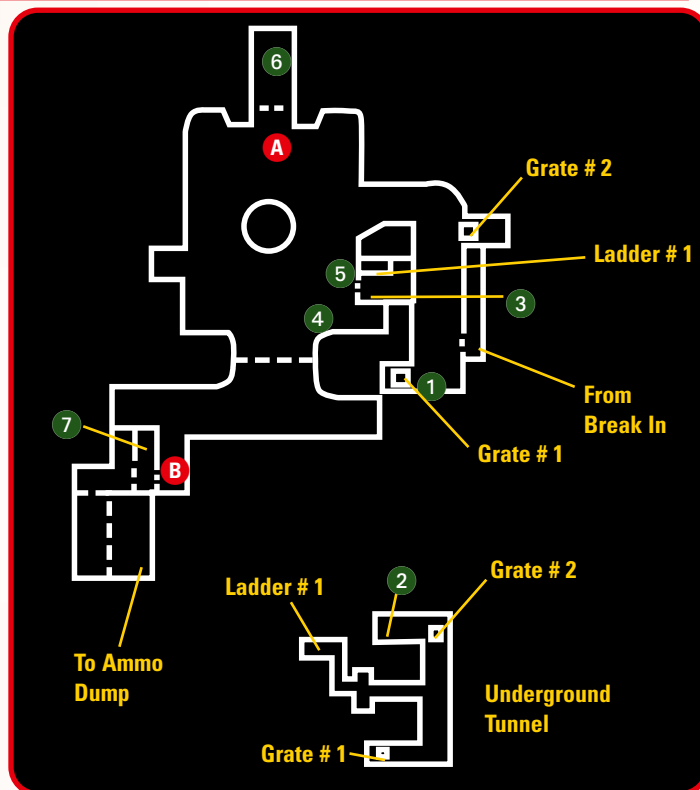 6
A
Grate # 2
Ladder # 1
5
3
4
From
Break In
1
7
Grate # 1
B
2
Grate # 2
Ladder # 1
To Ammo
Dump
Underground
Tunnel
Grate # 1